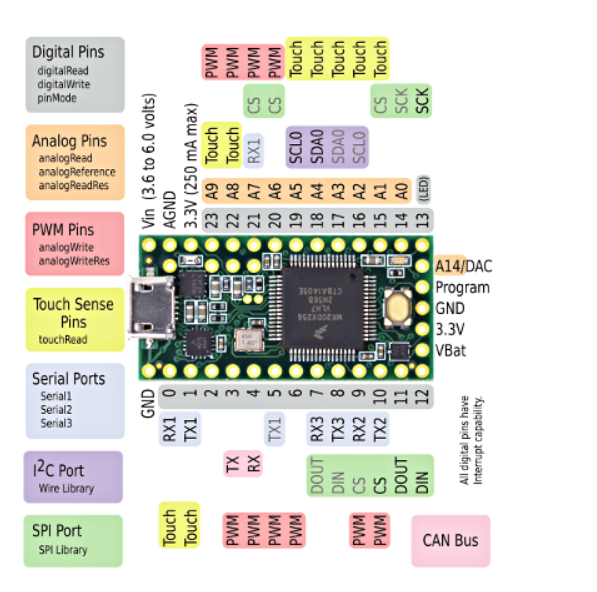 Digital Pins
digitalRead
digitalWrite
pinMode
Analog Pins
analogRead
analogReference
analogReadRes
PWM Pins
analogWrite
analogWriteRes
Touch Sense
Pins
touchRead
Serial Ports
Serial1
Serial2
Serial3
I2C Port
Wire Library
SPI Port
SPI Library
PWM PWM PWM PWM Touch Touch Touch Touch Touch
CS CS CS SCK SCK
Touch Touch RX1 SCL0 SDA0 SDA0 SCL0
Vin (3.6 to 6.0 volts)
AGND
3.3V (250 mA max)
A9 A8 A7 A6 A5 A4 A3 A2 A1 A0 (LED)
23 22 21 20 19 18 17 16 15 14 13
A14/DAC
Program
GND
3.3V
VBat
GND 0 1 2 3 4 5 6 7 8 9 10 11 12
RX1 TX1 TX1 RX3 TX3 RX2 TX2
TX RX DOUT DIN CS CS DOUT DIN
Touch Touch PWM PWM PWM PWM PWM PWM
All digital pins have
Interrupt capability.
CAN Bus